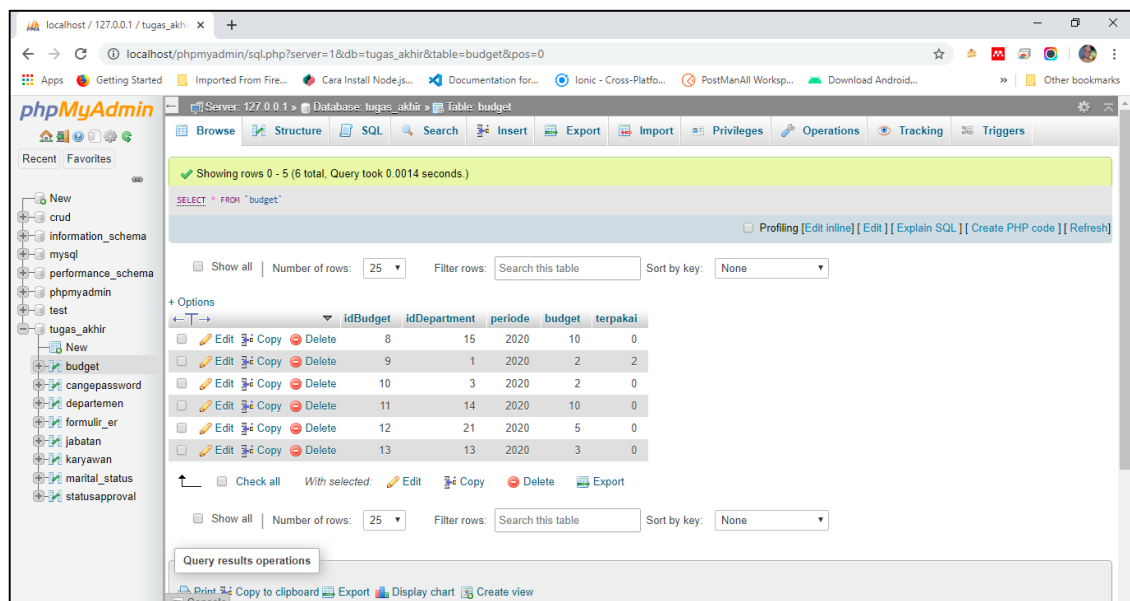 localhost / 127.0.0.1 / tugas_akhi
localhost/phpmyadmin/sql.php?server=1&db=tugas_akhir&table=budget&pos=0
Apps Getting Started Imported From Fire... Cara Install Node.js... Documentation for... Ionic - Cross-Platfo... PostManAll Worksp... Download Android... » Other bookmarks
phpMyAdmin
Recent Favorites
New
crud
information_schema
mysql
performance_schema
phpmyadmin
test
tugas_akhir
New
budget
cangepassword
departemen
formulir_er
jabatan
karyawan
marital_status
statusapproval
Server: 127.0.0.1 » Database: tugas_akhir » Table: budget
Browse Structure SQL Search Insert Export Import Privileges Operations Tracking Triggers
Showing rows 0 - 5 (6 total, Query took 0.0014 seconds.)
SELECT * FROM `budget`
Profiling [Edit inline] [ Edit ] [ Explain SQL ] [ Create PHP code ] [ Refresh]
Show all | Number of rows: 25 Filter rows: Search this table Sort by key: None
+ Options
←T→ idBudget idDepartment periode budget terpakai
Edit Copy Delete 8 15 2020 10 0
Edit Copy Delete 9 1 2020 2 2
Edit Copy Delete 10 3 2020 2 0
Edit Copy Delete 11 14 2020 10 0
Edit Copy Delete 12 21 2020 5 0
Edit Copy Delete 13 13 2020 3 0
Check all With selected: Edit Copy Delete Export
Show all | Number of rows: 25 Filter rows: Search this table Sort by key: None
Query results operations
Print Copy to clipboard Export Display chart Create view
Console